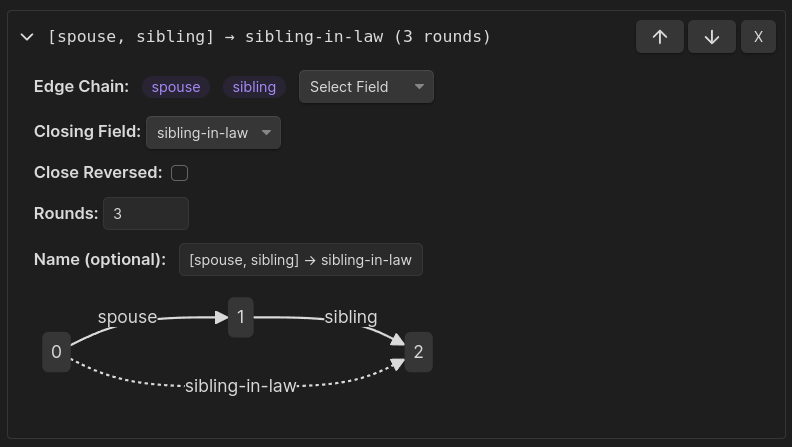 [spouse, sibling] → sibling-in-law (3 rounds) ↑ ↓ X
Edge Chain: spouse sibling Select Field
Closing Field: sibling-in-law
Close Reversed:
Rounds: 3
Name (optional): [spouse, sibling] → sibling-in-law
spouse 1 sibling
0 2
sibling-in-law